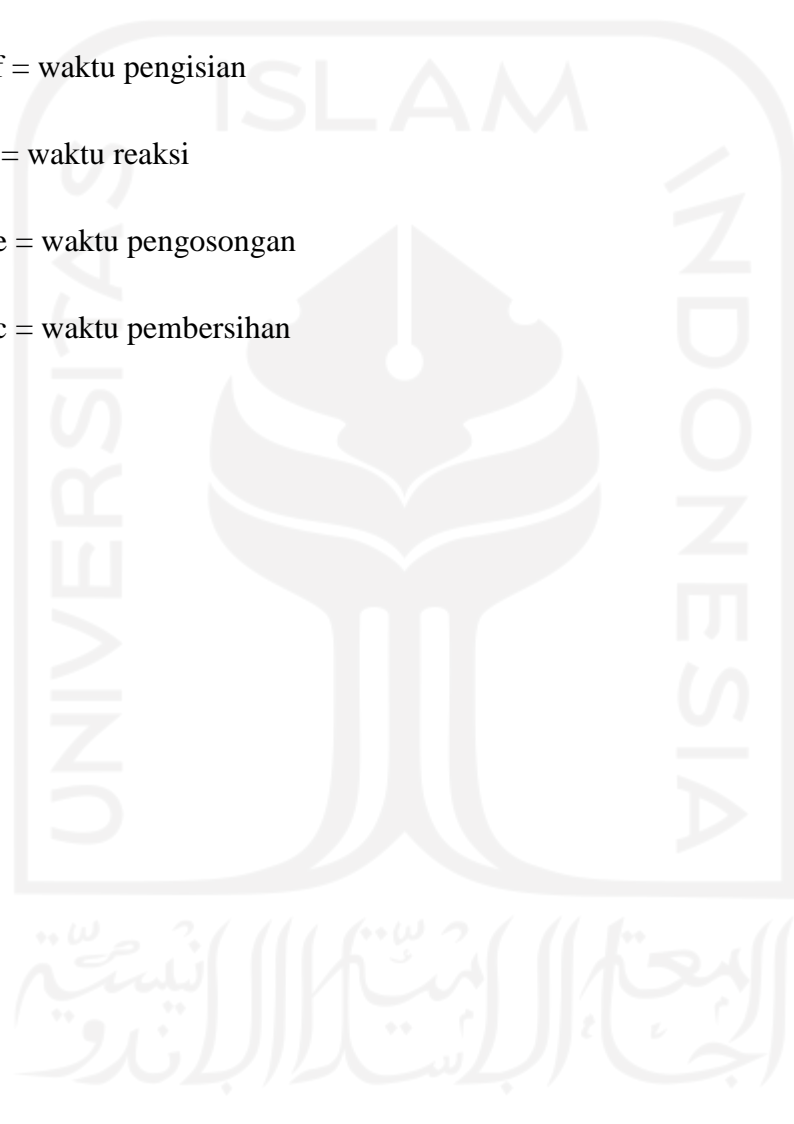 f = waktu pengisian
= waktu reaksi
e = waktu pengosongan
c = waktu pembersihan
ISLAM
UNIVERSITAS
INDONESIA